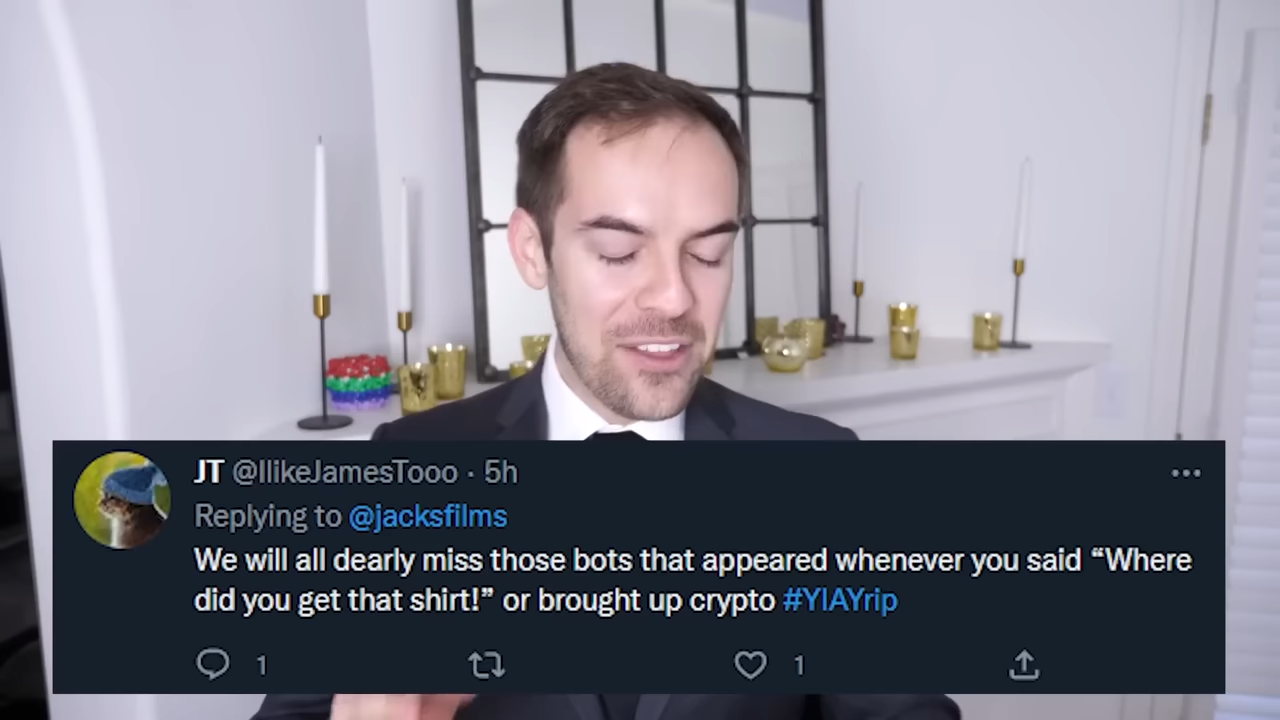 JT @IlikeJamesTooo · 5h
Replying to @jacksfilms
We will all dearly miss those bots that appeared whenever you said “Where
did you get that shirt!” or brought up crypto #YIAYrip
1 1